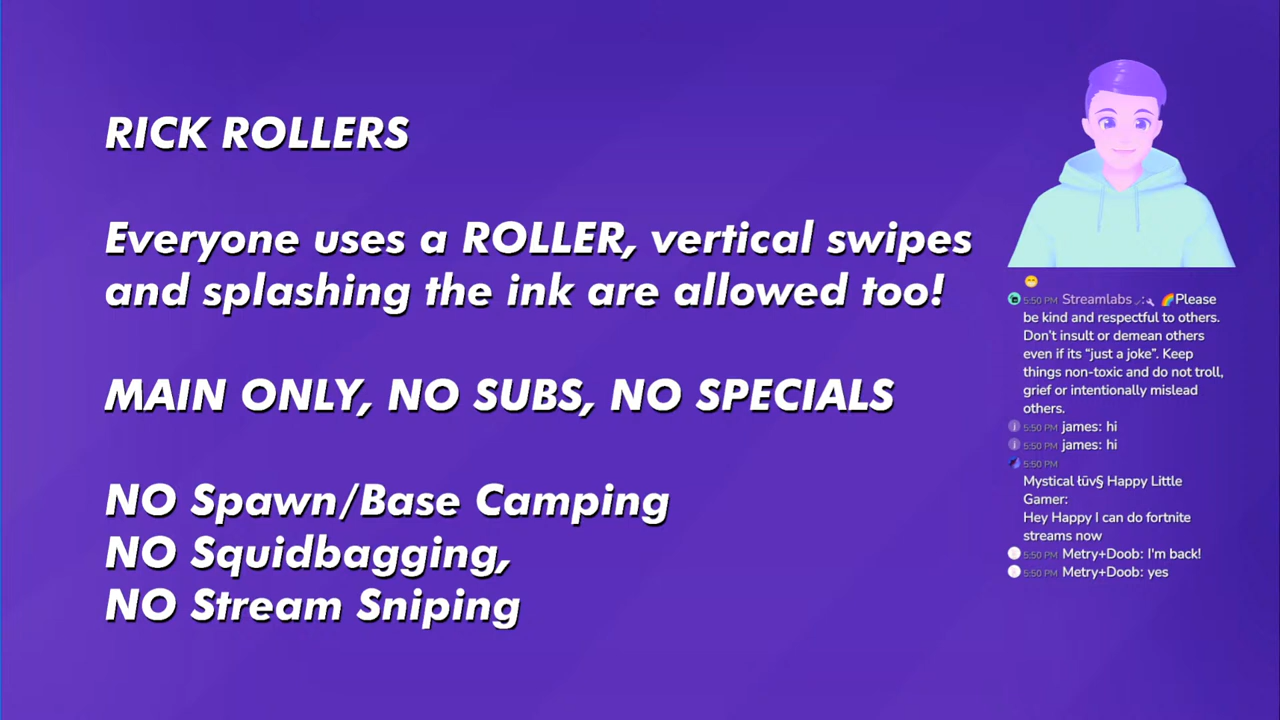 RICK ROLLERS
Everyone uses a ROLLER, vertical swipes
and splashing the ink are allowed too!
MAIN ONLY, NO SUBS, NO SPECIALS
NO Spawn/Base Camping
NO Squidbagging,
NO Stream Sniping
😁
5:50 PM Streamlabs 🌈Please
be kind and respectful to others.
Don't insult or demean others
even if its "just a joke". Keep
things non-toxic and do not troll,
grief or intentionally mislead
others.
5:50 PM james: hi
5:50 PM james: hi
5:50 PM
Mystical łüv§ Happy Little
Gamer:
Hey Happy I can do fortnite
streams now
5:50 PM Metry+Doob: I'm back!
5:50 PM Metry+Doob: yes